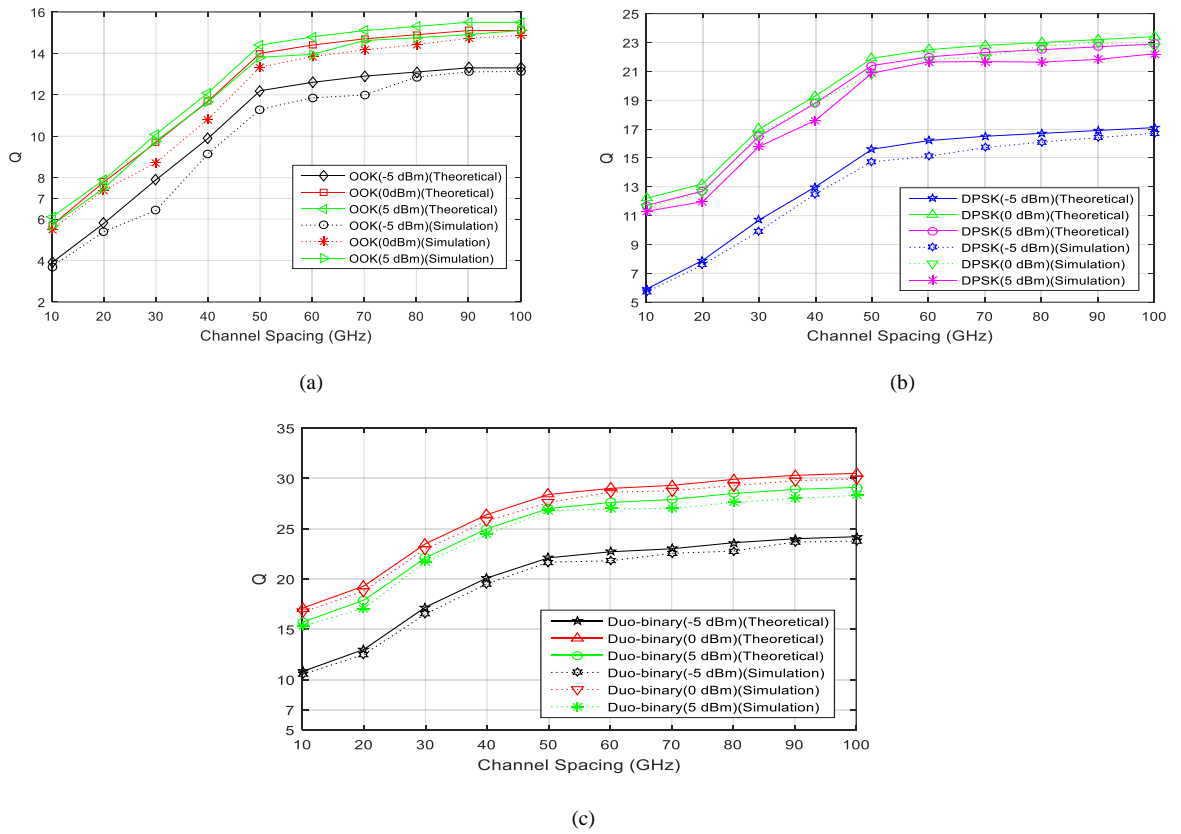 16
14
12
10
8
7
6
4
2
Q
10 20 30 40 50 60 70 80 90 100
Channel Spacing (GHz)
OOK(-5 dBm)(Theoretical)
OOK(0dBm)(Theoretical)
OOK(5 dBm)(Theoretical)
OOK(-5 dBm)(Simulation)
OOK(0dBm)(Simulation)
OOK(5 dBm)(Simulation)
(a)
25
23
21
19
17
15
13
11
9
7
5
Q
10 20 30 40 50 60 70 80 90 100
Channel Spacing (GHz)
DPSK(-5 dBm)(Theoretical)
DPSK(0 dBm)(Theoretical)
DPSK(5 dBm)(Theoretical)
DPSK(-5 dBm)(Simulation)
DPSK(0 dBm)(Simulation)
DPSK(5 dBm)(Simulation)
(b)
35
30
25
20
15
10
7
5
Q
10 20 30 40 50 60 70 80 90 100
Channel Spacing (GHz)
Duo-binary(-5 dBm)(Theoretical)
Duo-binary(0 dBm)(Theoretical)
Duo-binary(5 dBm)(Theoretical)
Duo-binary(-5 dBm)(Simulation)
Duo-binary(0 dBm)(Simulation)
Duo-binary(5 dBm)(Simulation)
(c)